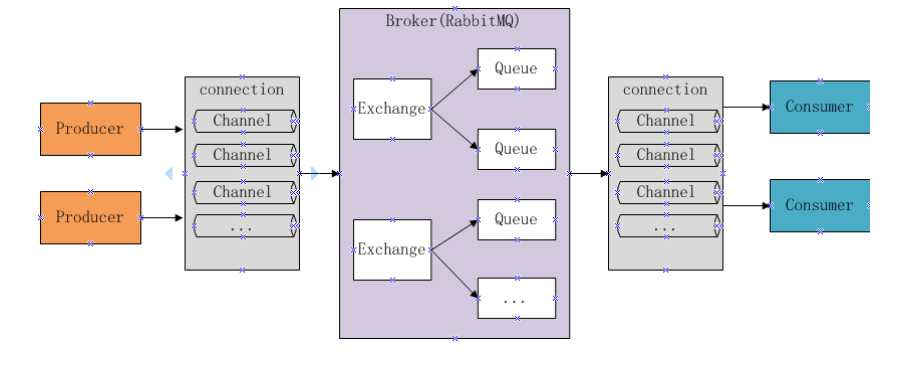 Broker(RabbitMQ)
Producer
Producer
connection
Channel
Channel
Channel
...
Exchange
Queue
Queue
Exchange
Queue
...
connection
Channel
Channel
Channel
...
Consumer
Consumer